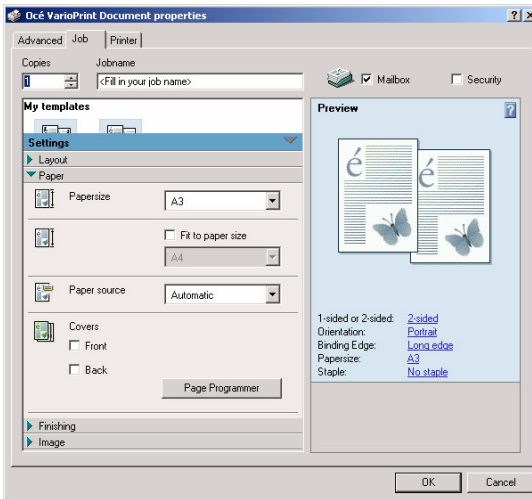 Océ VarioPrint Document properties
Advanced Job Printer
Copies Jobname
1 <Fill in your job name> Mailbox Security
My templates
Settings
Layout
Paper
Papersize A3
Fit to paper size
A4
Paper source Automatic
Covers
Front
Back
Page Programmer
Finishing
Image
Preview ?
é é
1-sided or 2-sided: 2-sided
Orientation: Portrait
Binding Edge: Long edge
Papersize: A3
Staple: No staple
OK Cancel